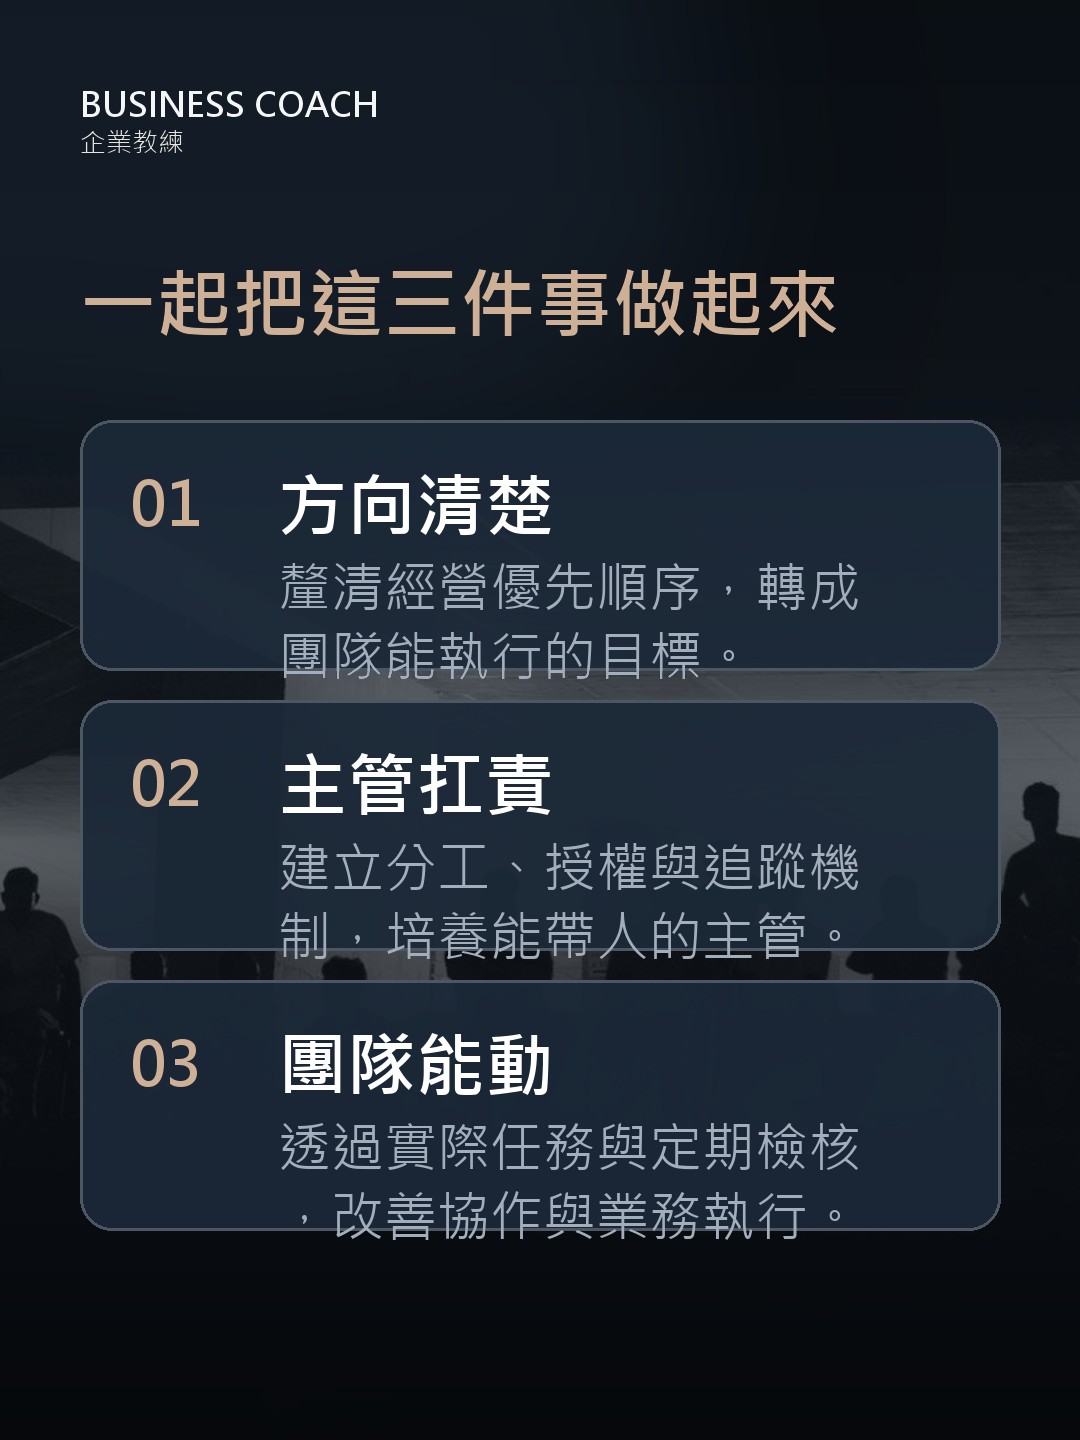 BUSINESS COACH
企業教練
一起把這三件事做起來
01
方向清楚
釐清經營優先順序，轉成
團隊能執行的目標。
02
主管扛責
建立分工、授權與追蹤機
制，培養能帶人的主管。
03
團隊能動
透過實際任務與定期檢核
，改善協作與業務執行。